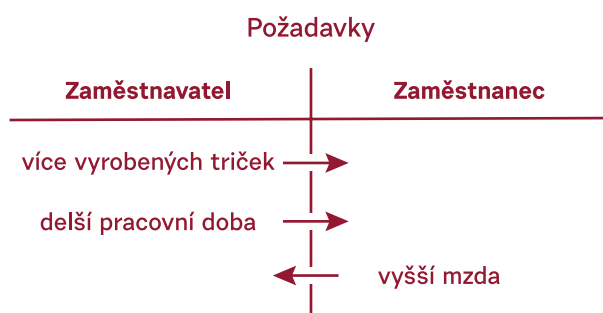 Požadavky
Zaměstnavatel Zaměstnanec
více vyrobených triček
delší pracovní doba
vyšší mzda